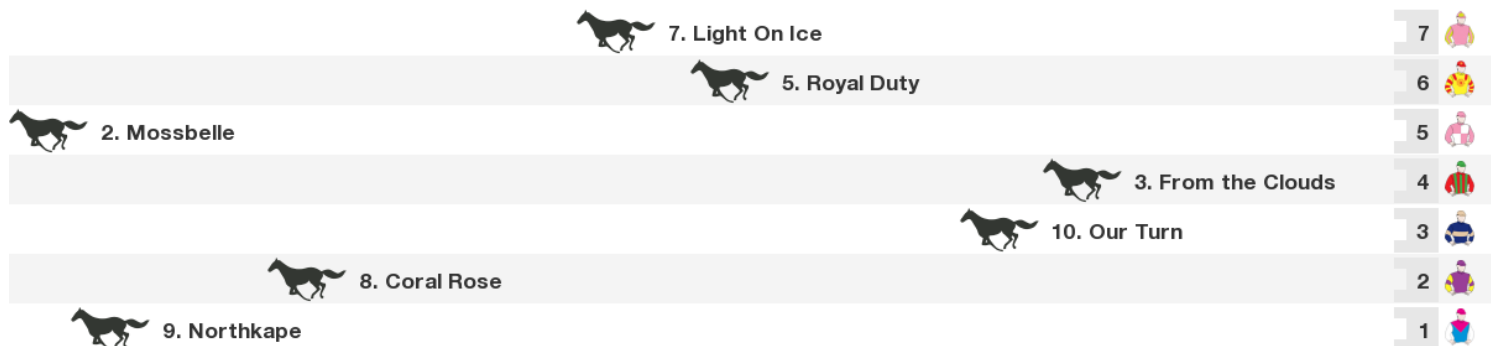 7. Light On Ice 7
5. Royal Duty 6
2. Mossbelle 5
3. From the Clouds 4
10. Our Turn 3
8. Coral Rose 2
9. Northkape 1